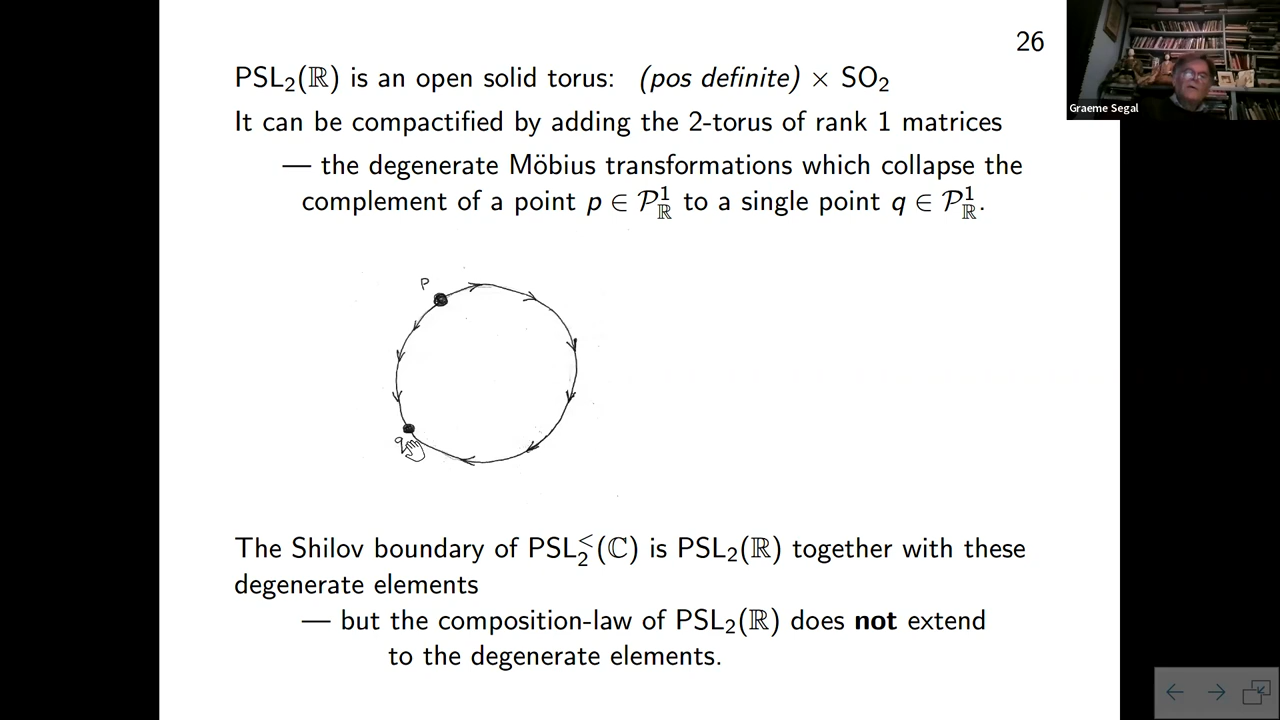 26
PSL₂(ℝ) is an open solid torus: (pos definite) × SO₂
It can be compactified by adding the 2-torus of rank 1 matrices
— the degenerate Möbius transformations which collapse the
complement of a point p ∈ 𝒫¹_ℝ to a single point q ∈ 𝒫¹_ℝ.
P
q
The Shilov boundary of PSL₂^<(ℂ) is PSL₂(ℝ) together with these
degenerate elements
— but the composition-law of PSL₂(ℝ) does not extend
to the degenerate elements.
Graeme Segal